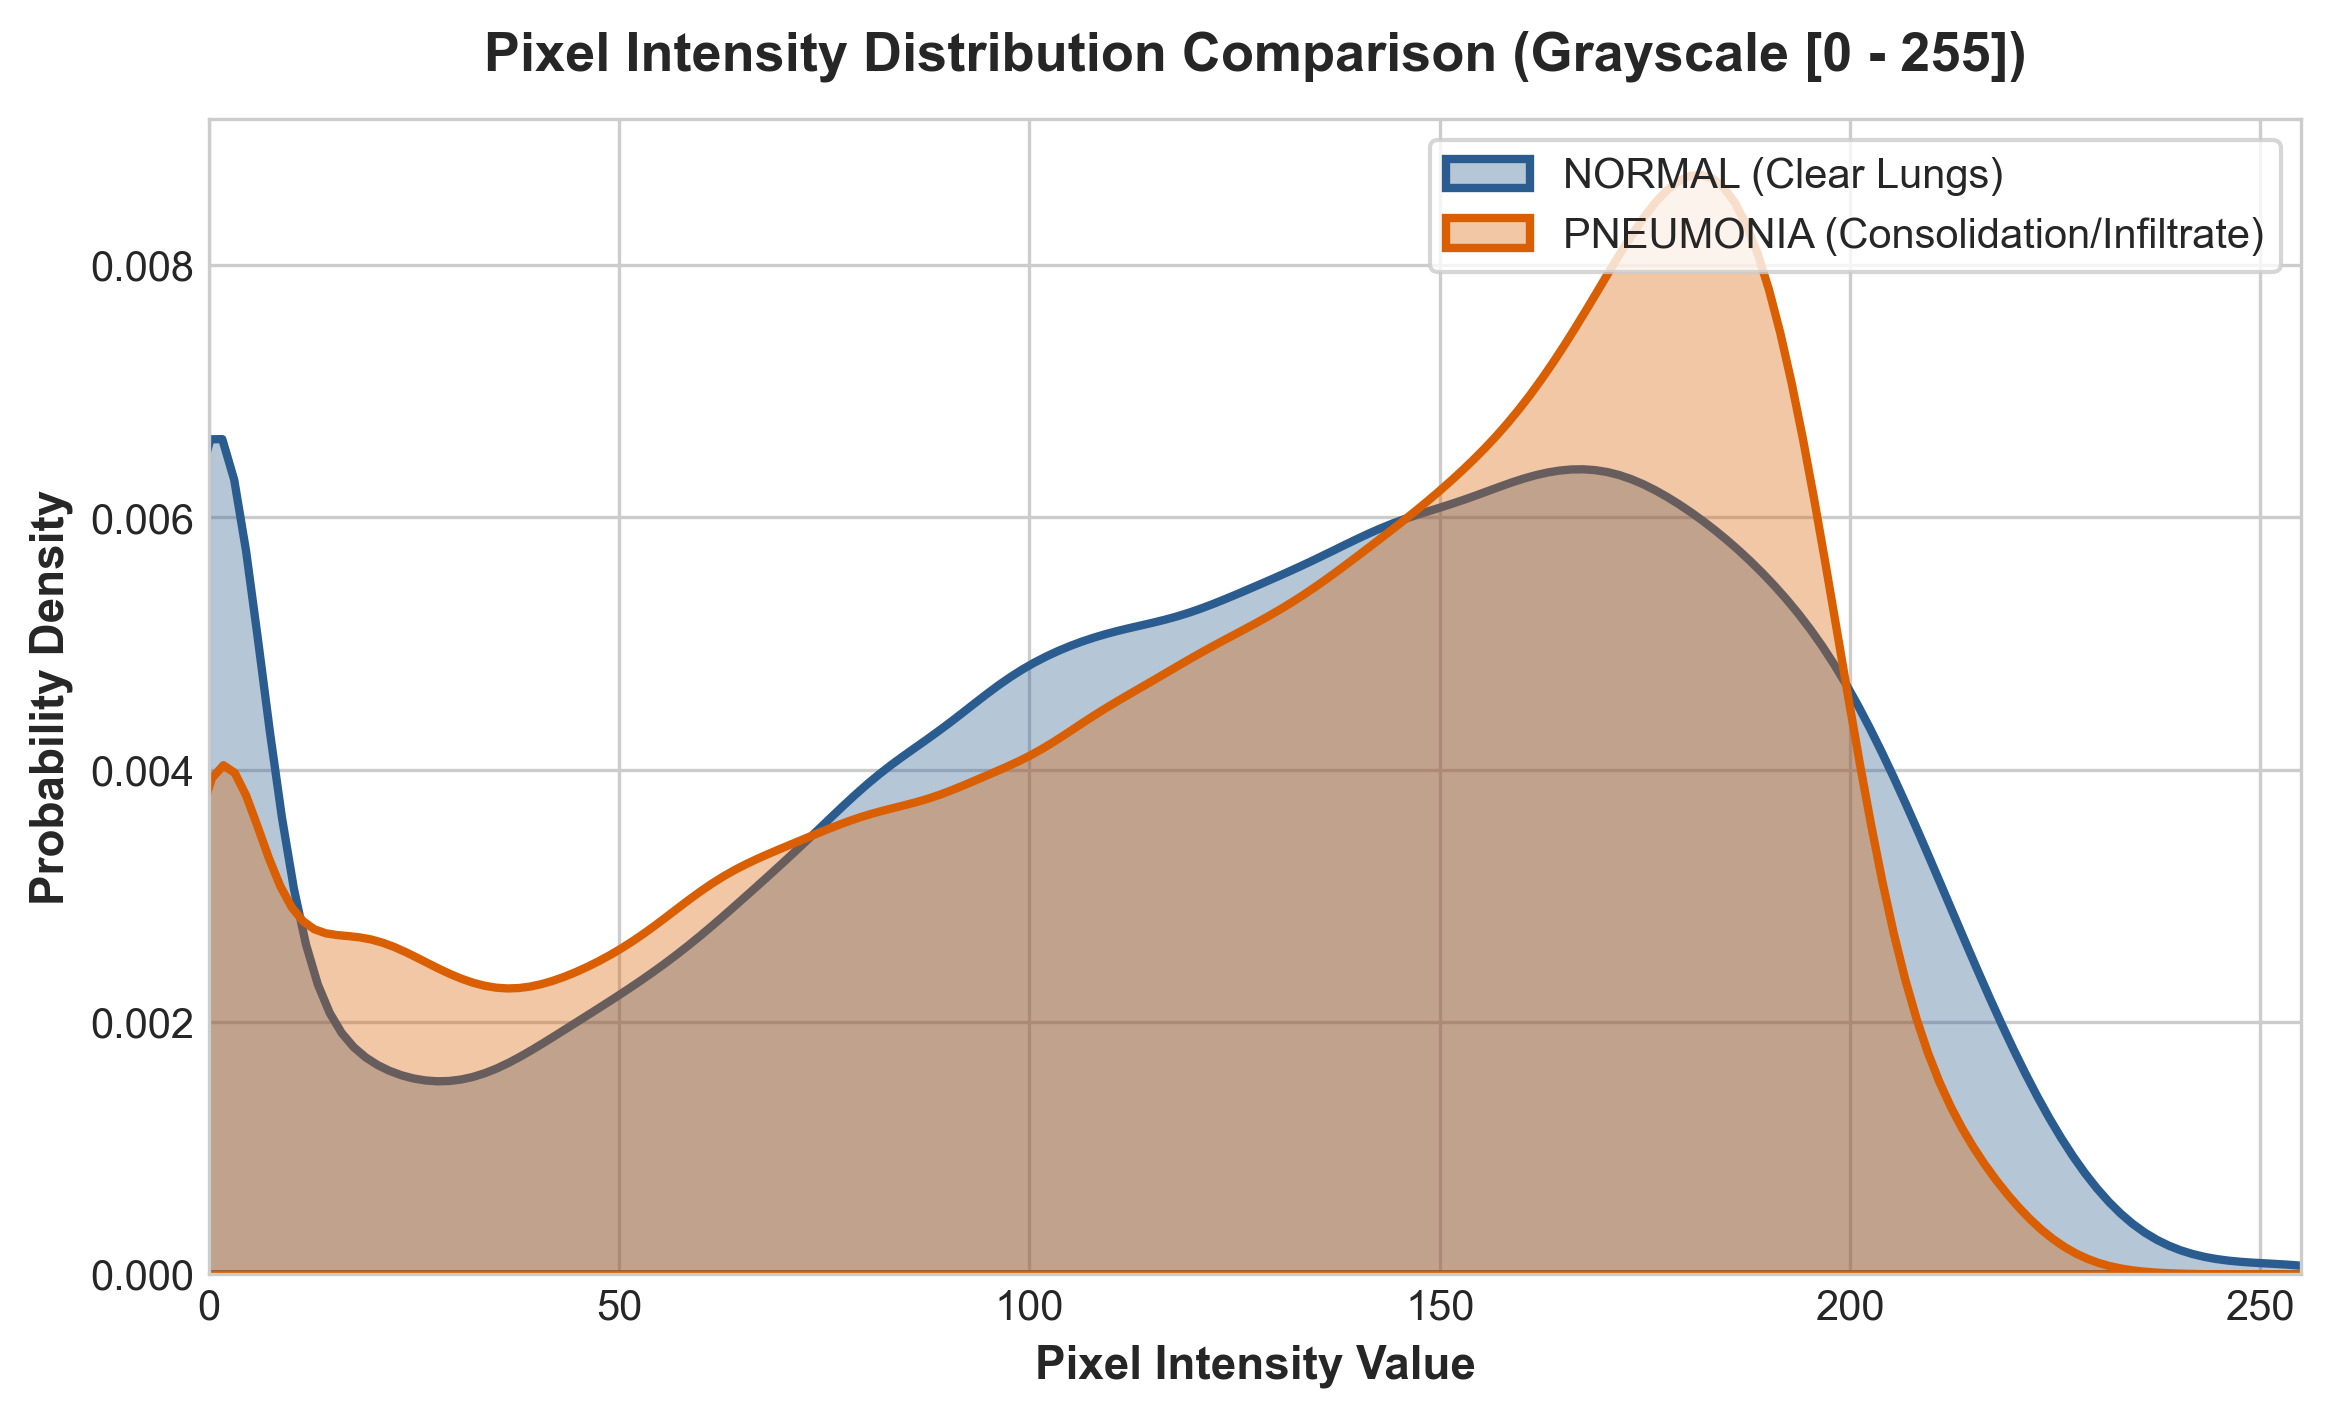 Pixel Intensity Distribution Comparison (Grayscale [0 - 255])
NORMAL (Clear Lungs)
PNEUMONIA (Consolidation/Infiltrate)
Probability Density
0.008
0.006
0.004
0.002
0.000
0 50 100 150 200 250
Pixel Intensity Value